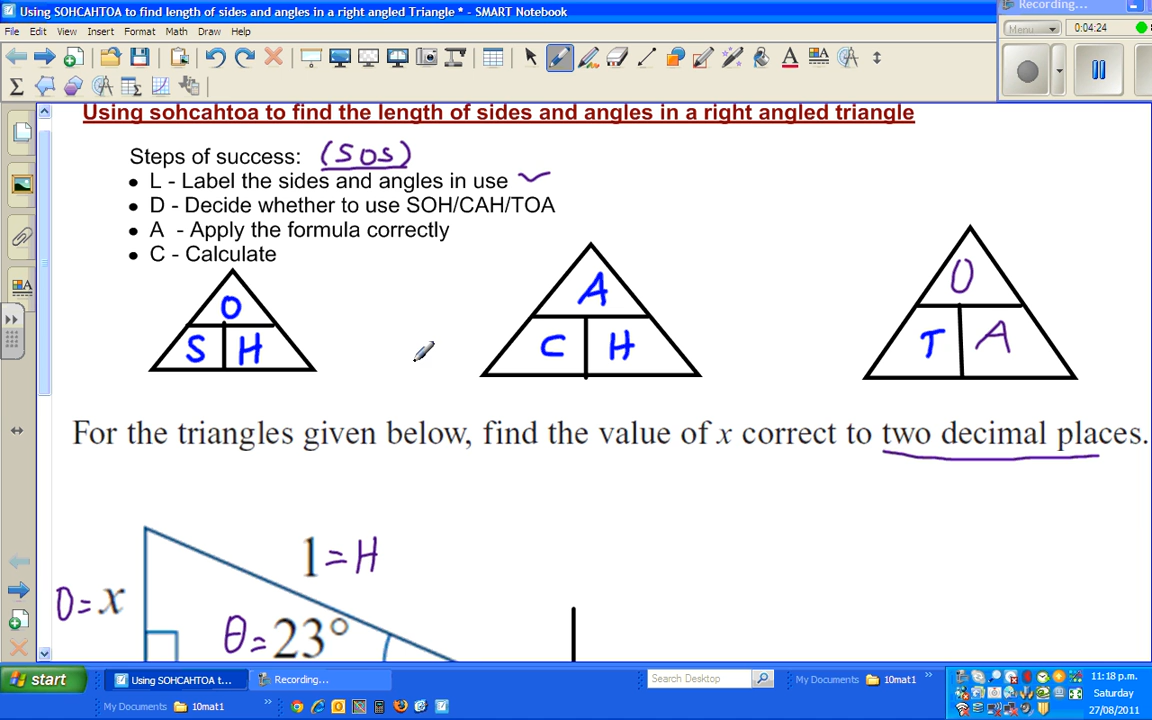 Using SOHCAHTOA to find length of sides and angles in a right angled Triangle * - SMART Notebook
Recording...
File Edit View Insert Format Math Draw Help
Menu 0:04:24
Using sohcahtoa to find the length of sides and angles in a right angled triangle
Steps of success: (SOS)
• L - Label the sides and angles in use
• D - Decide whether to use SOH/CAH/TOA
• A - Apply the formula correctly
• C - Calculate
O
S H
A
C H
O
T A
For the triangles given below, find the value of x correct to two decimal places.
1 = H
O = x
θ = 23°
start
Using SOHCAHTOA t...
Recording...
Search Desktop
My Documents 10mat1 »
11:18 p.m.
Saturday
27/08/2011
My Documents 10mat1 »